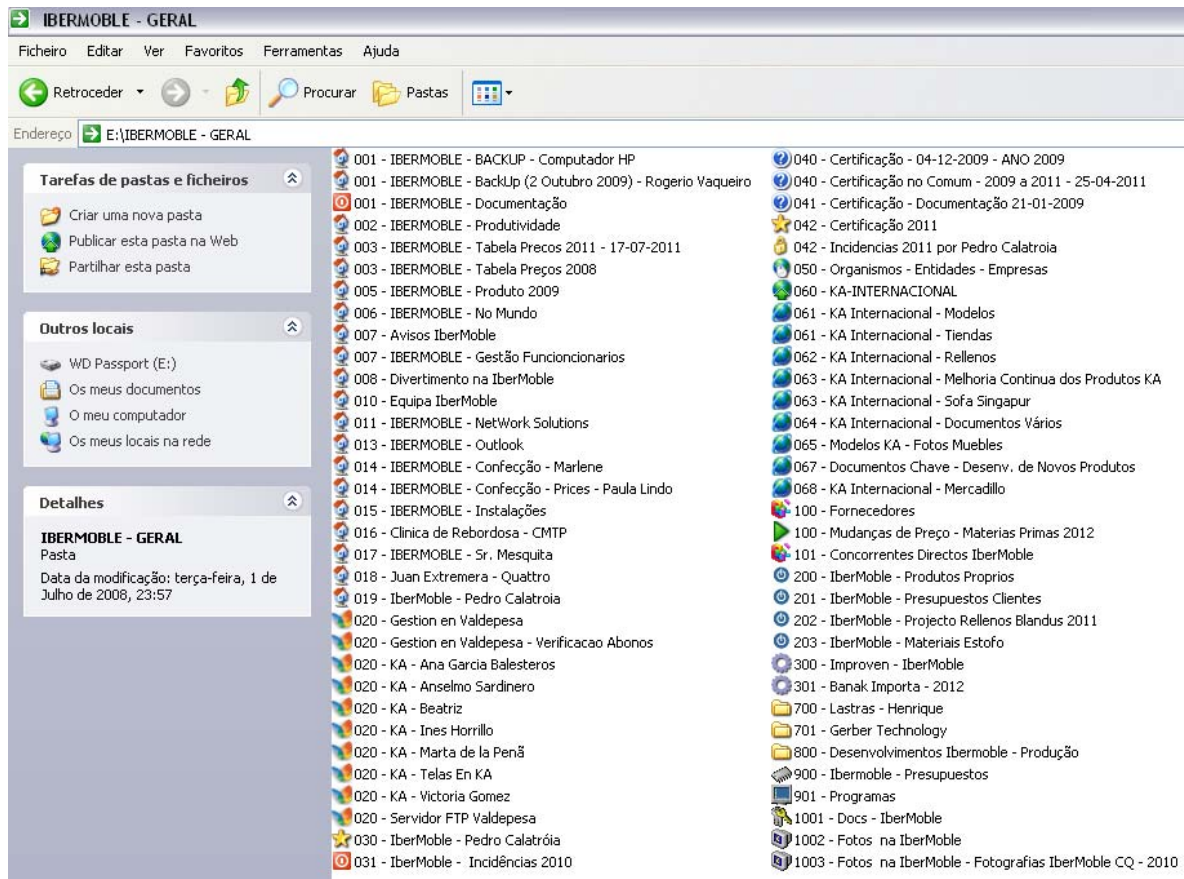 IBERMOBLE - GERAL
Ficheiro Editar Ver Favoritos Ferramentas Ajuda
Retroceder Procurar Pastas
Endereço E:\IBERMOBLE - GERAL
Tarefas de pastas e ficheiros
Criar uma nova pasta
Publicar esta pasta na Web
Partilhar esta pasta
Outros locais
WD Passport (E:)
Os meus documentos
O meu computador
Os meus locais na rede
Detalhes
IBERMOBLE - GERAL
Pasta
Data da modificação: terça-feira, 1 de
Julho de 2008, 23:57
001 - IBERMOBLE - BACKUP - Computador HP
001 - IBERMOBLE - BackUp (2 Outubro 2009) - Rogerio Vaqueiro
001 - IBERMOBLE - Documentação
002 - IBERMOBLE - Produtividade
003 - IBERMOBLE - Tabela Precos 2011 - 17-07-2011
003 - IBERMOBLE - Tabela Preços 2008
005 - IBERMOBLE - Produto 2009
006 - IBERMOBLE - No Mundo
007 - Avisos IberMoble
007 - IBERMOBLE - Gestão Funcioncionarios
008 - Divertimento na IberMoble
010 - Equipa IberMoble
011 - IBERMOBLE - NetWork Solutions
013 - IBERMOBLE - Outlook
014 - IBERMOBLE - Confecção - Marlene
014 - IBERMOBLE - Confecção - Prices - Paula Lindo
015 - IBERMOBLE - Instalações
016 - Clinica de Rebordosa - CMTP
017 - IBERMOBLE - Sr. Mesquita
018 - Juan Extremera - Quattro
019 - IberMoble - Pedro Calatroia
020 - Gestion en Valdepesa
020 - Gestion en Valdepesa - Verificacao Abonos
020 - KA - Ana Garcia Balesteros
020 - KA - Anselmo Sardinero
020 - KA - Beatriz
020 - KA - Ines Horrillo
020 - KA - Marta de la Penã
020 - KA - Telas En KA
020 - KA - Victoria Gomez
020 - Servidor FTP Valdepesa
030 - IberMoble - Pedro Calatróia
031 - IberMoble - Incidências 2010
040 - Certificação - 04-12-2009 - ANO 2009
040 - Certificação no Comum - 2009 a 2011 - 25-04-2011
041 - Certificação - Documentação 21-01-2009
042 - Certificação 2011
042 - Incidencias 2011 por Pedro Calatroia
050 - Organismos - Entidades - Empresas
060 - KA-INTERNACIONAL
061 - KA Internacional - Modelos
061 - KA Internacional - Tiendas
062 - KA Internacional - Rellenos
063 - KA Internacional - Melhoria Continua dos Produtos KA
063 - KA Internacional - Sofa Singapur
064 - KA Internacional - Documentos Vários
065 - Modelos KA - Fotos Muebles
067 - Documentos Chave - Desenv. de Novos Produtos
068 - KA Internacional - Mercadillo
100 - Fornecedores
100 - Mudanças de Preço - Materias Primas 2012
101 - Concorrentes Directos IberMoble
200 - IberMoble - Produtos Proprios
201 - IberMoble - Presupuestos Clientes
202 - IberMoble - Projecto Rellenos Blandus 2011
203 - IberMoble - Materiais Estofo
300 - Improven - IberMoble
301 - Banak Importa - 2012
700 - Lastras - Henrique
701 - Gerber Technology
800 - Desenvolvimentos Ibermoble - Produção
900 - Ibermoble - Presupuestos
901 - Programas
1001 - Docs - IberMoble
1002 - Fotos na IberMoble
1003 - Fotos na IberMoble - Fotografias IberMoble CQ - 2010